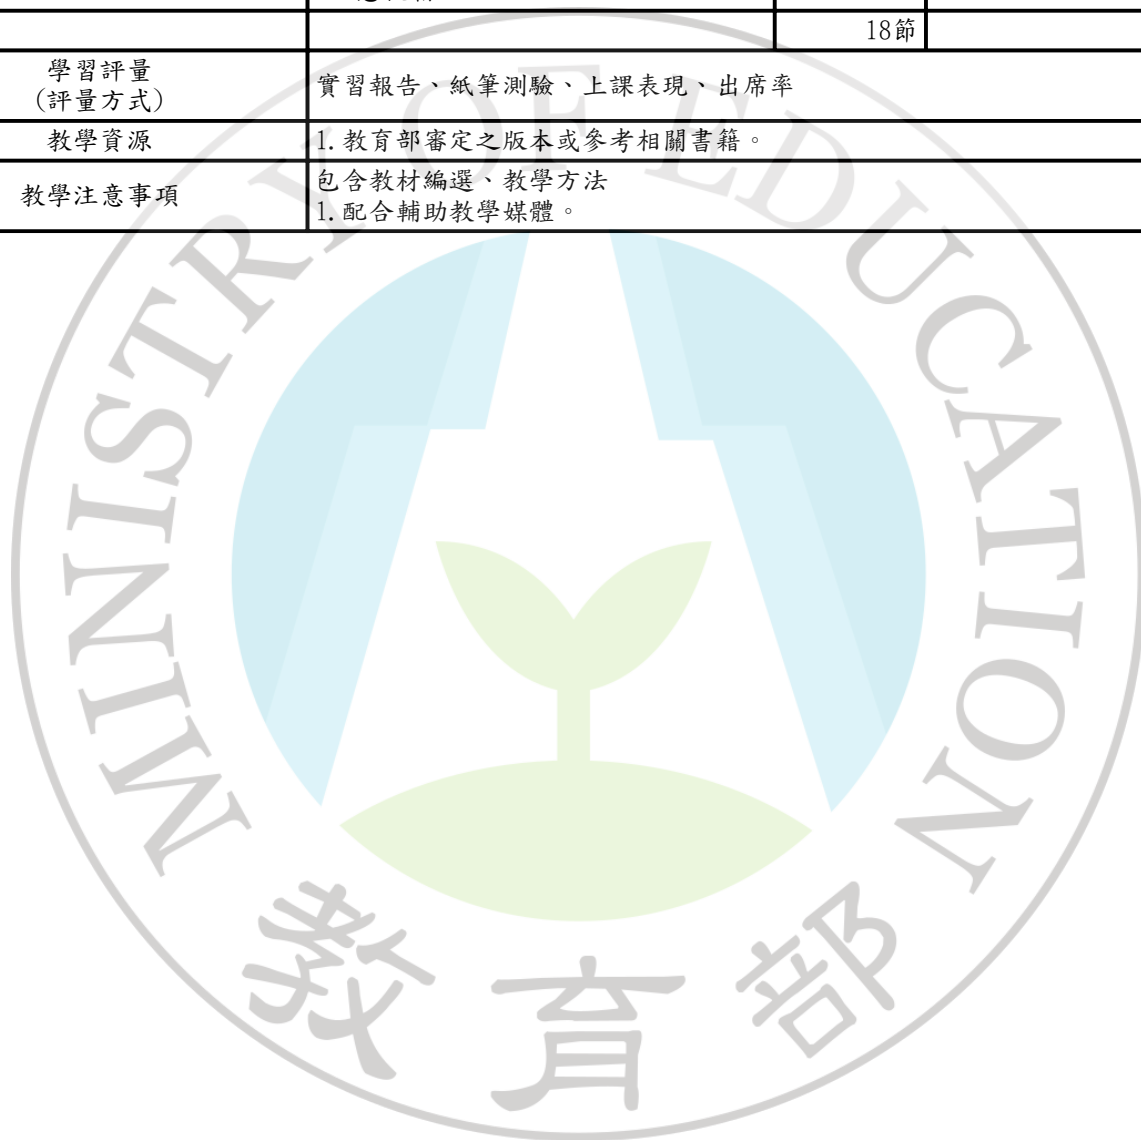 18節
學習評量
(評量方式)
實習報告、紙筆測驗、上課表現、出席率
教學資源
1.教育部審定之版本或參考相關書籍。
教學注意事項
包含教材編選、教學方法
1.配合輔助教學媒體。
MINISTRY OF EDUCATION
教育部